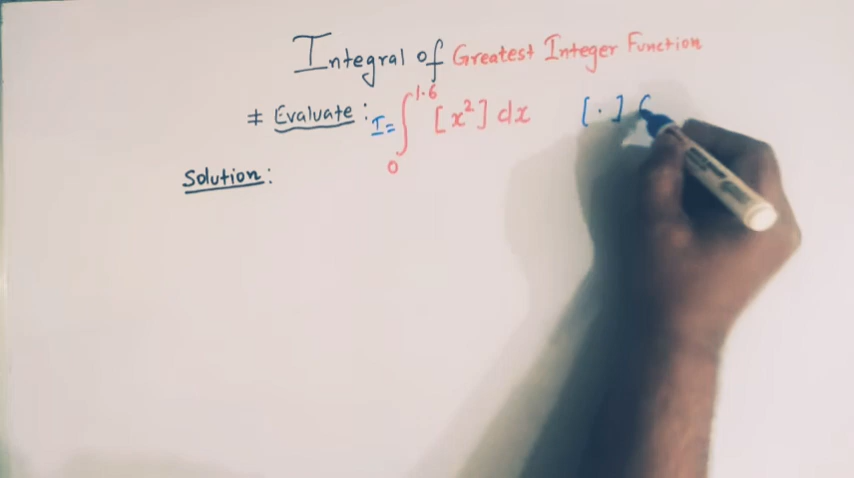 Integral of Greatest Integer Function
# Evaluate : I = ∫₀^1.6 [x²] dx [·] G
Solution: